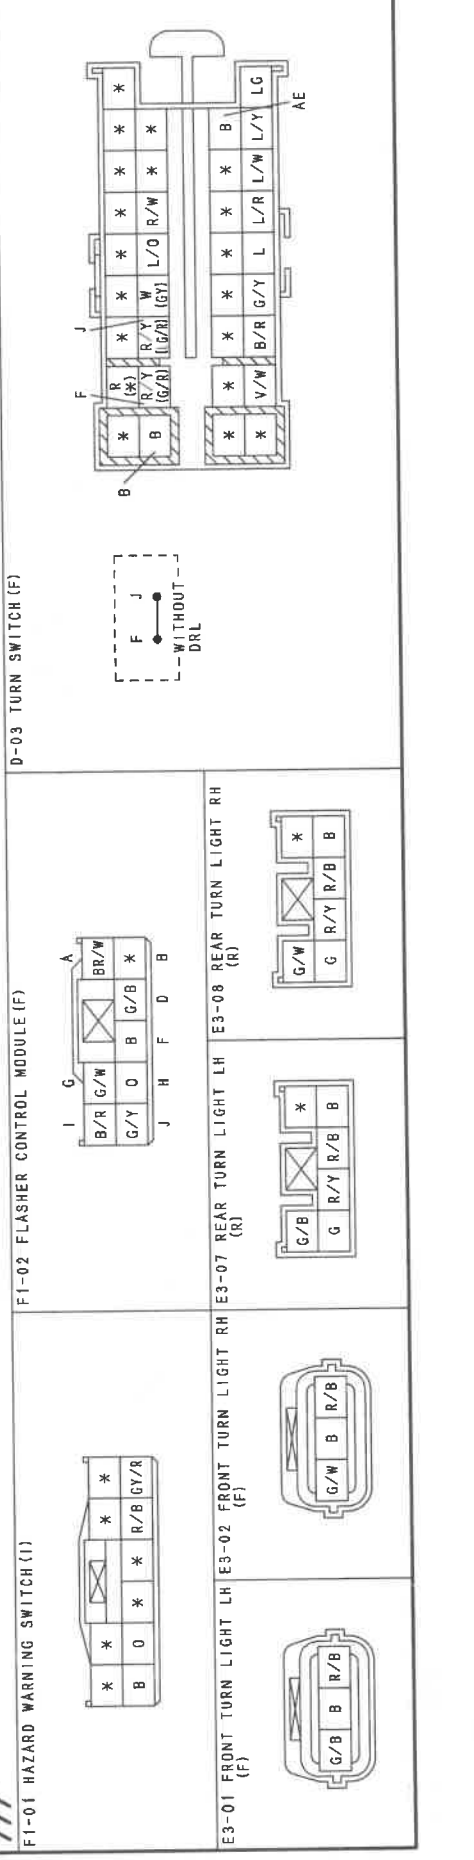 F1-01 HAZARD WARNING SWITCH(I)
* * * *
B O * * R/B GY/R
F1-02 FLASHER CONTROL MODULE(F)
I G A
B/R G/W BR/W
G/Y O B G/B *
J H F D B
D-03 TURN SWITCH(F)
F J
WITHOUT
DRL
B F J
* R (*) * * * * * * *
B R/Y (G/R) R/Y (LG/R) W (GY) L/O R/W * *
* * * * * * * * B
* V/W B/R G/Y L L/R L/W L/Y LG
AE
E3-01 FRONT TURN LIGHT LH
(F)
G/B B R/B
E3-02 FRONT TURN LIGHT RH
(F)
G/W B R/B
E3-07 REAR TURN LIGHT LH
(R)
G/B *
G R/Y R/B B
E3-08 REAR TURN LIGHT RH
(R)
G/W *
G R/Y R/B B